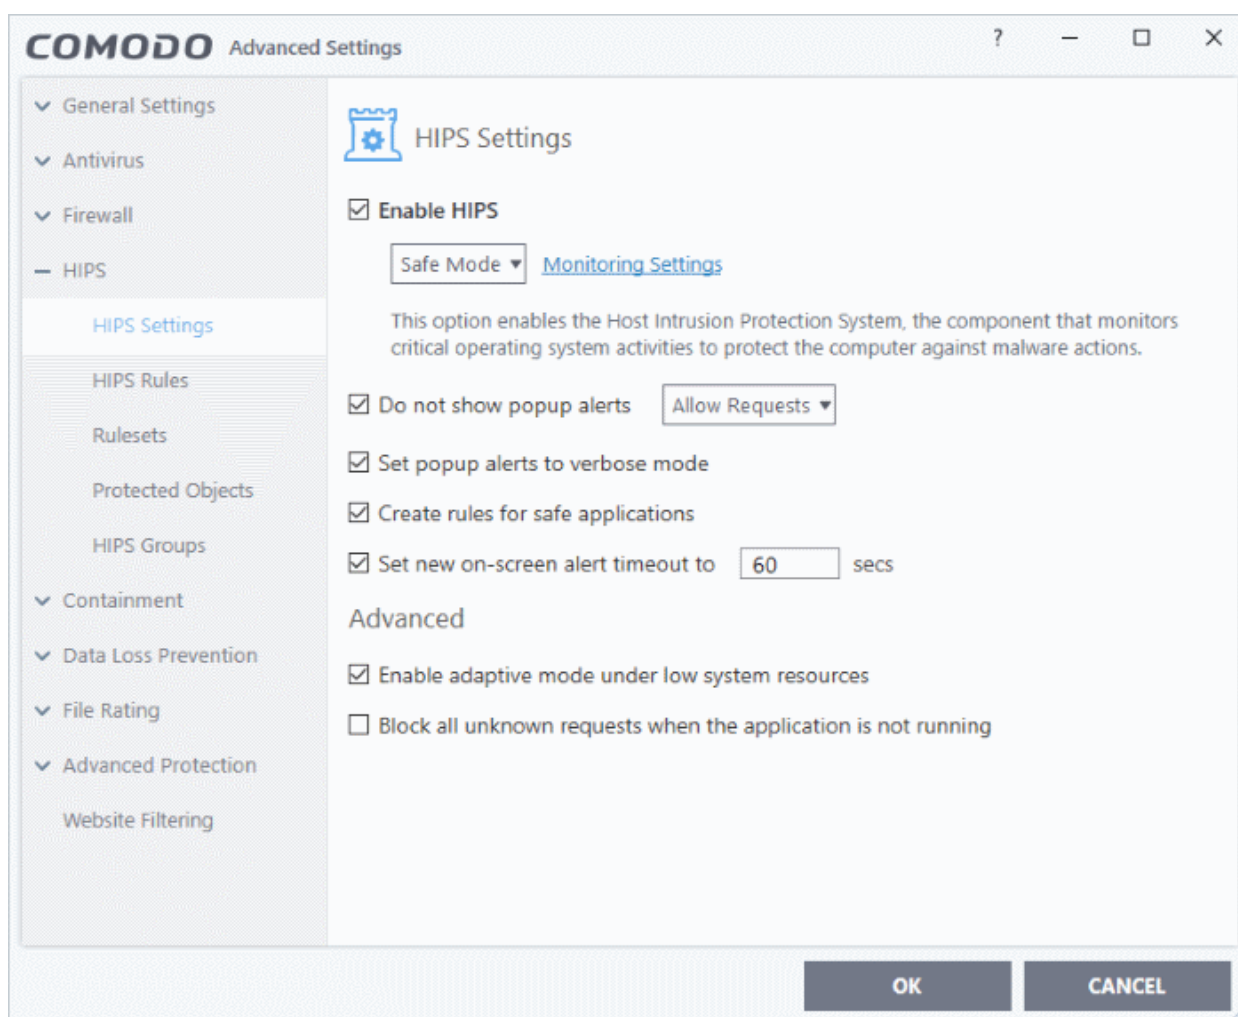 COMODO Advanced Settings
?
General Settings
Antivirus
Firewall
HIPS
HIPS Settings
HIPS Rules
Rulesets
Protected Objects
HIPS Groups
Containment
Data Loss Prevention
File Rating
Advanced Protection
Website Filtering
HIPS Settings
Enable HIPS
Safe Mode Monitoring Settings
This option enables the Host Intrusion Protection System, the component that monitors
critical operating system activities to protect the computer against malware actions.
Do not show popup alerts Allow Requests
Set popup alerts to verbose mode
Create rules for safe applications
Set new on-screen alert timeout to 60 secs
Advanced
Enable adaptive mode under low system resources
Block all unknown requests when the application is not running
OK CANCEL